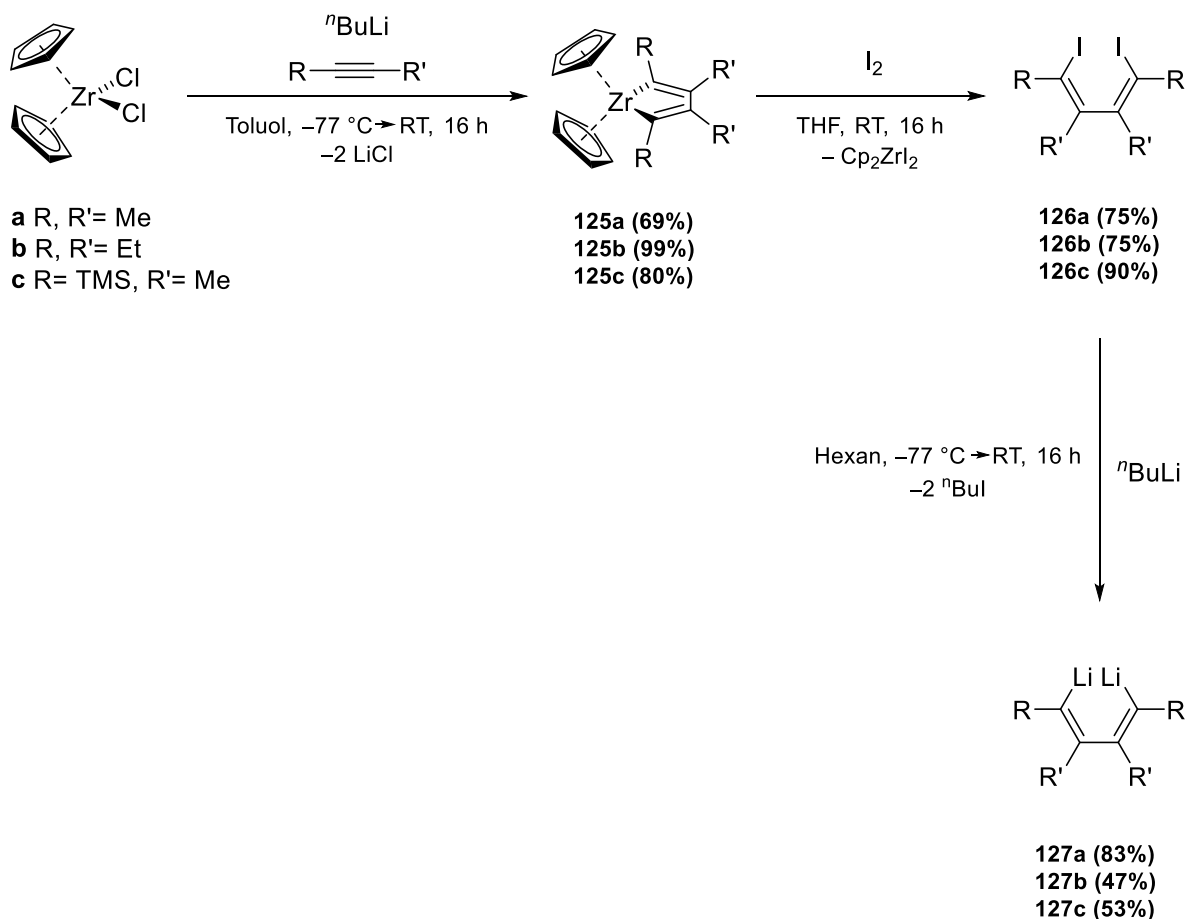 ⁿBuLi
R R'
Zr Cl Cl
Toluol, –77 °C → RT, 16 h
–2 LiCl
R R' Zr R' R
I₂
THF, RT, 16 h
– Cp₂ZrI₂
I I
R R
R' R'
a R, R'= Me
b R, R'= Et
c R= TMS, R'= Me
125a (69%)
125b (99%)
125c (80%)
126a (75%)
126b (75%)
126c (90%)
Hexan, –77 °C → RT, 16 h
–2 ⁿBuI
ⁿBuLi
Li Li
R R
R' R'
127a (83%)
127b (47%)
127c (53%)